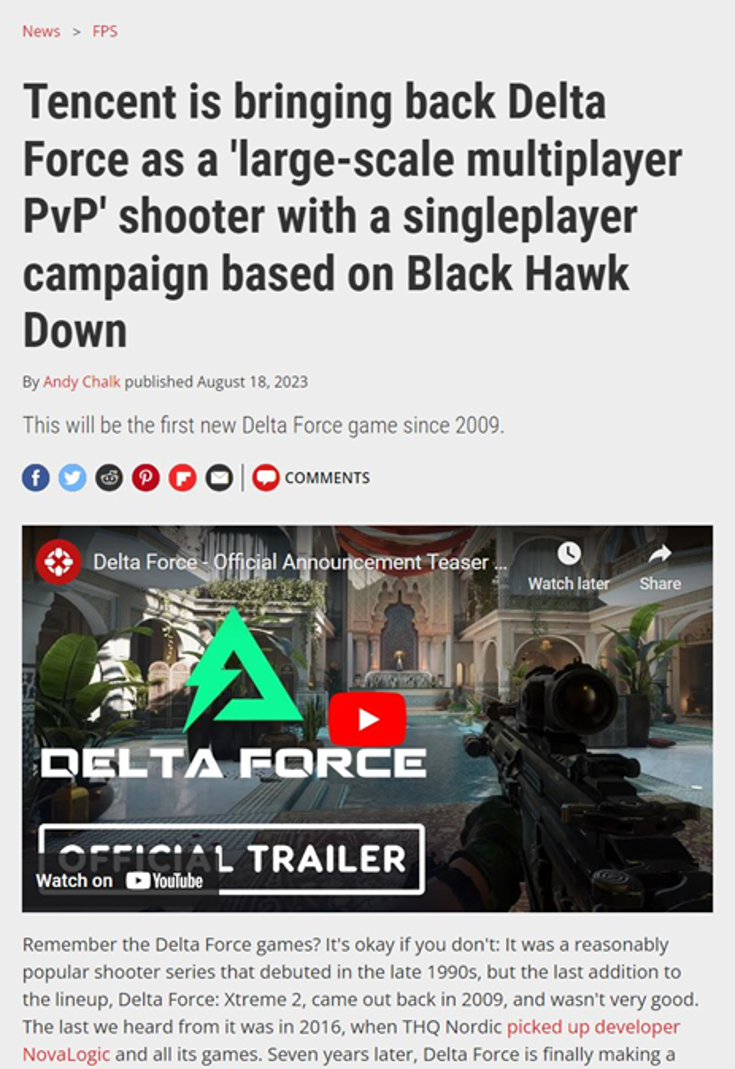 News > FPS
Tencent is bringing back Delta
Force as a 'large-scale multiplayer
PvP' shooter with a singleplayer
campaign based on Black Hawk
Down
By Andy Chalk published August 18, 2023
This will be the first new Delta Force game since 2009.
COMMENTS
Delta Force - Official Announcement Teaser ...
Watch later
Share
DELTA FORCE
OFFICIAL TRAILER
Watch on YouTube
Remember the Delta Force games? It's okay if you don't: It was a reasonably
popular shooter series that debuted in the late 1990s, but the last addition to
the lineup, Delta Force: Xtreme 2, came out back in 2009, and wasn't very good.
The last we heard from it was in 2016, when THQ Nordic picked up developer
NovaLogic and all its games. Seven years later, Delta Force is finally making a